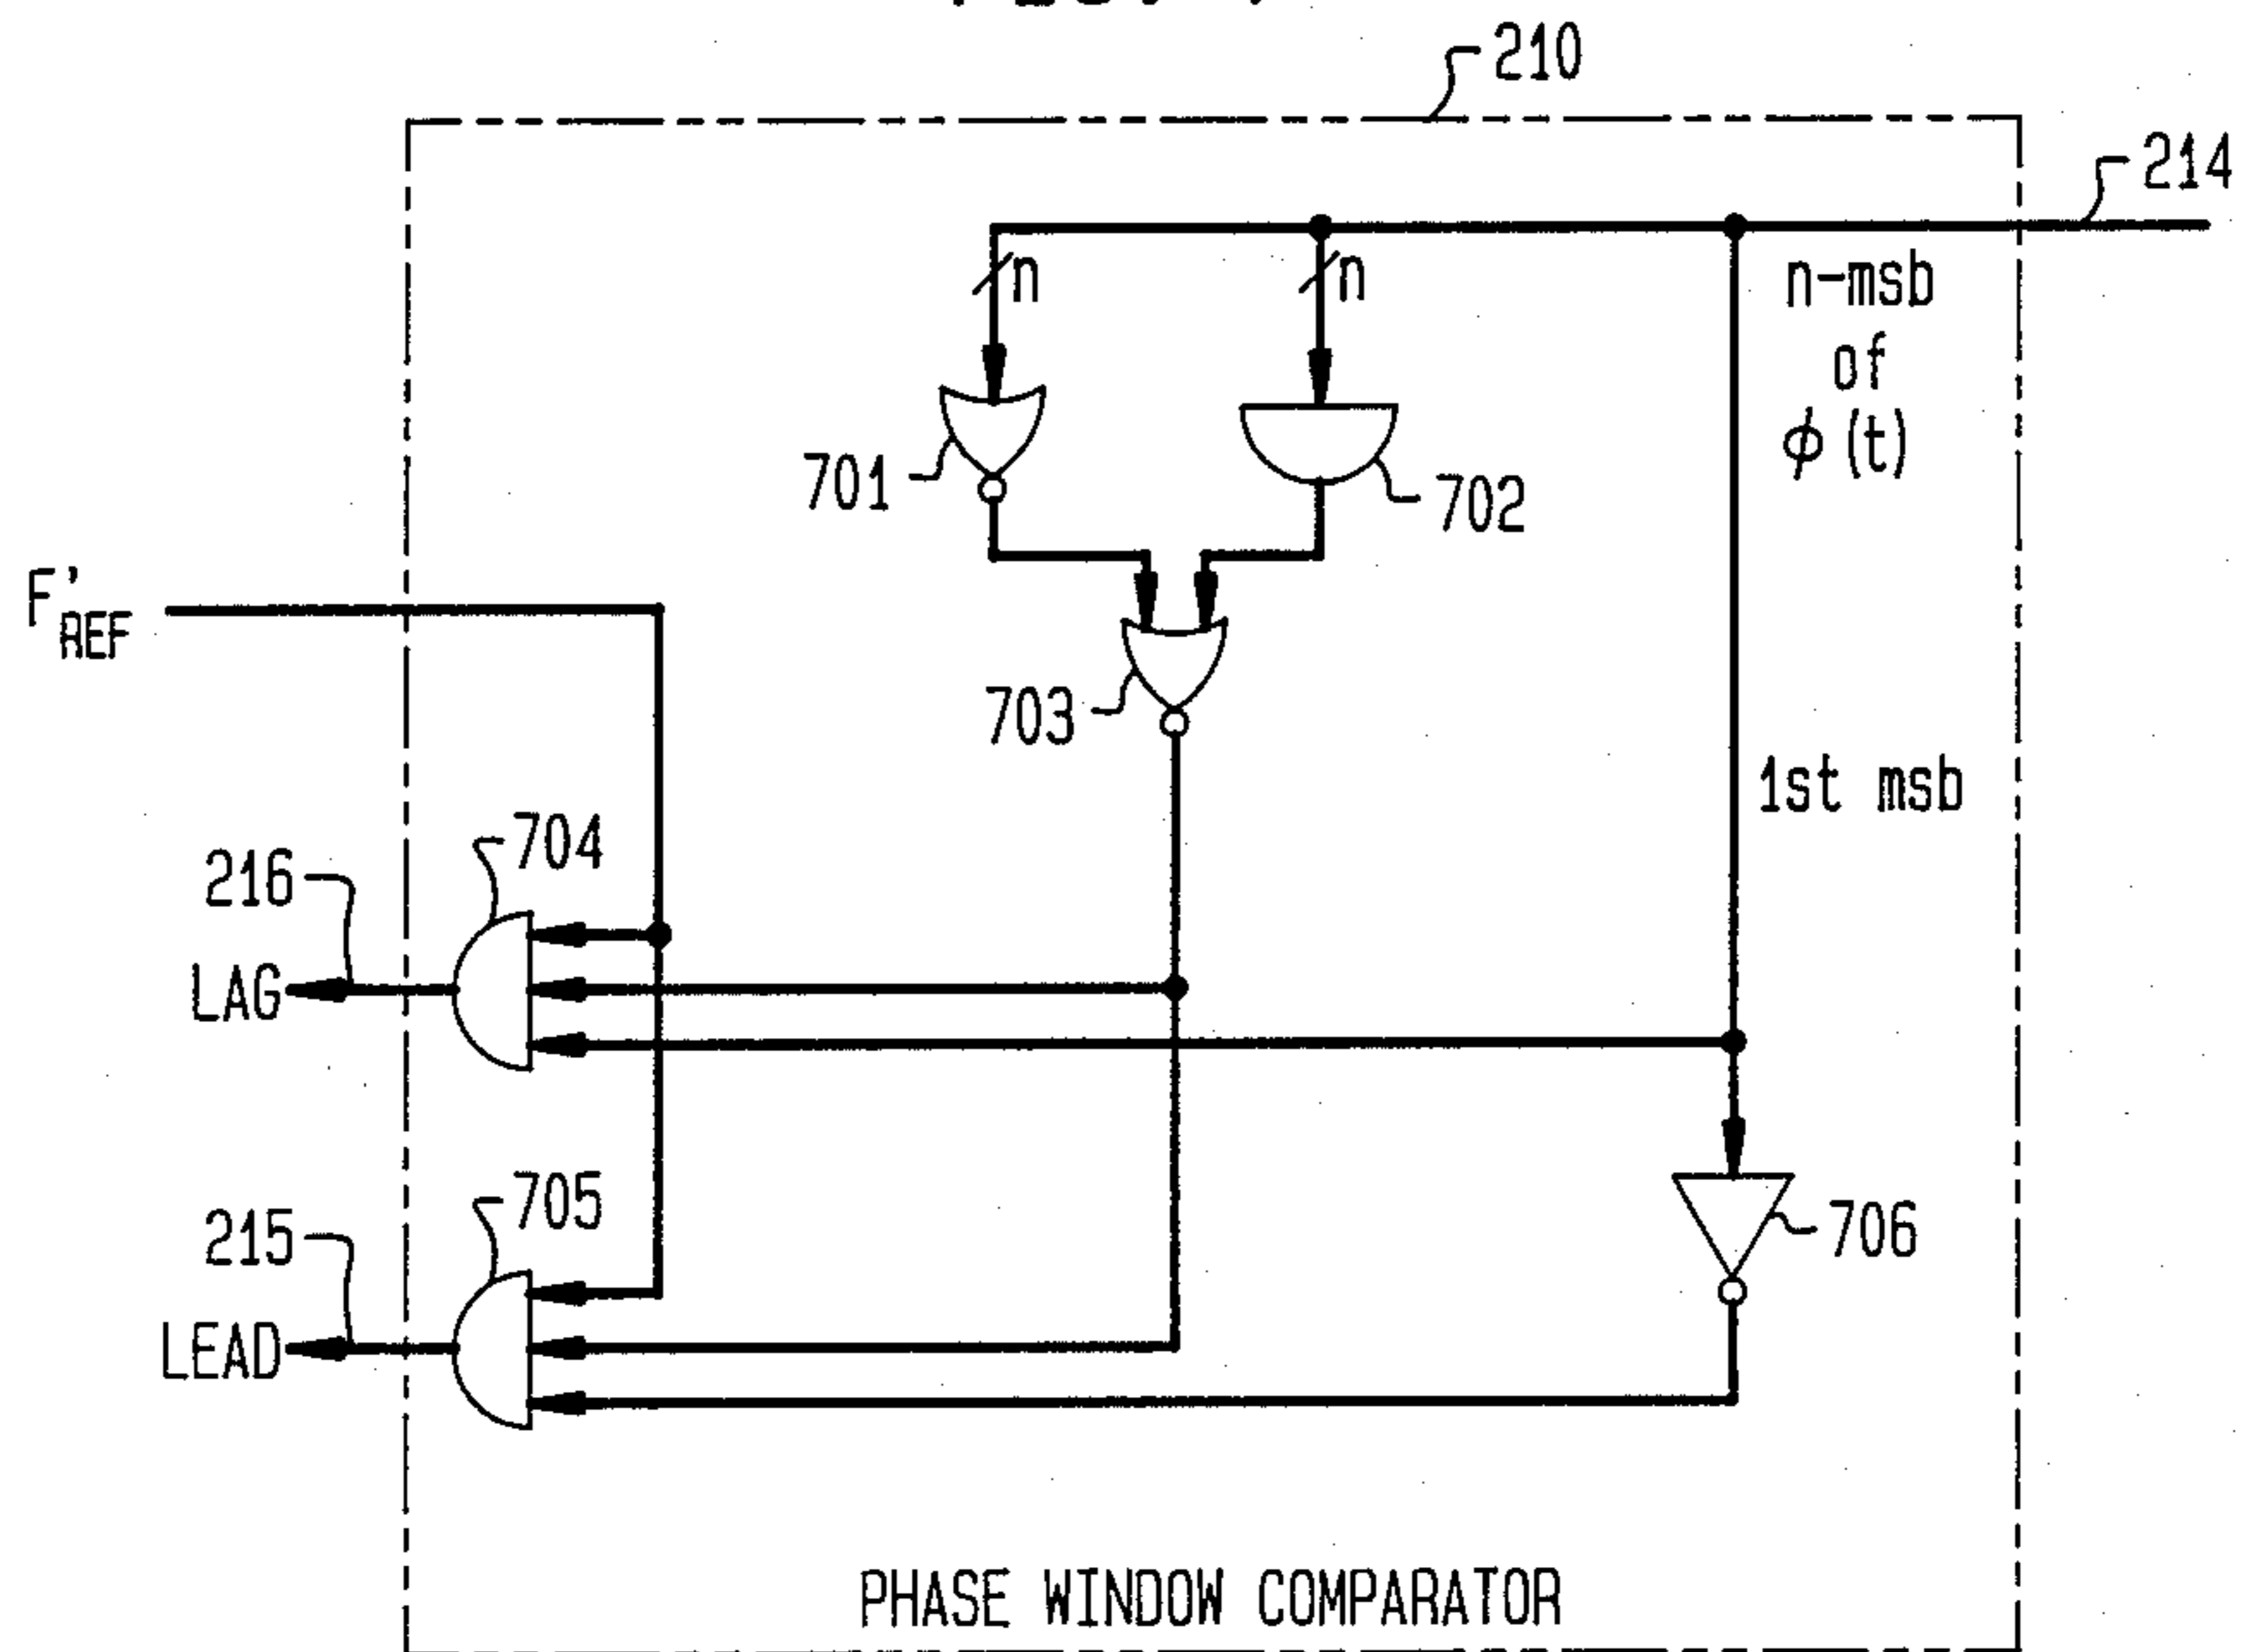 210
214
n
n
n-msb
of
ϕ (t)
701
702
F'REF
703
1st msb
704
216
LAG
705
215
706
LEAD
PHASE WINDOW COMPARATOR